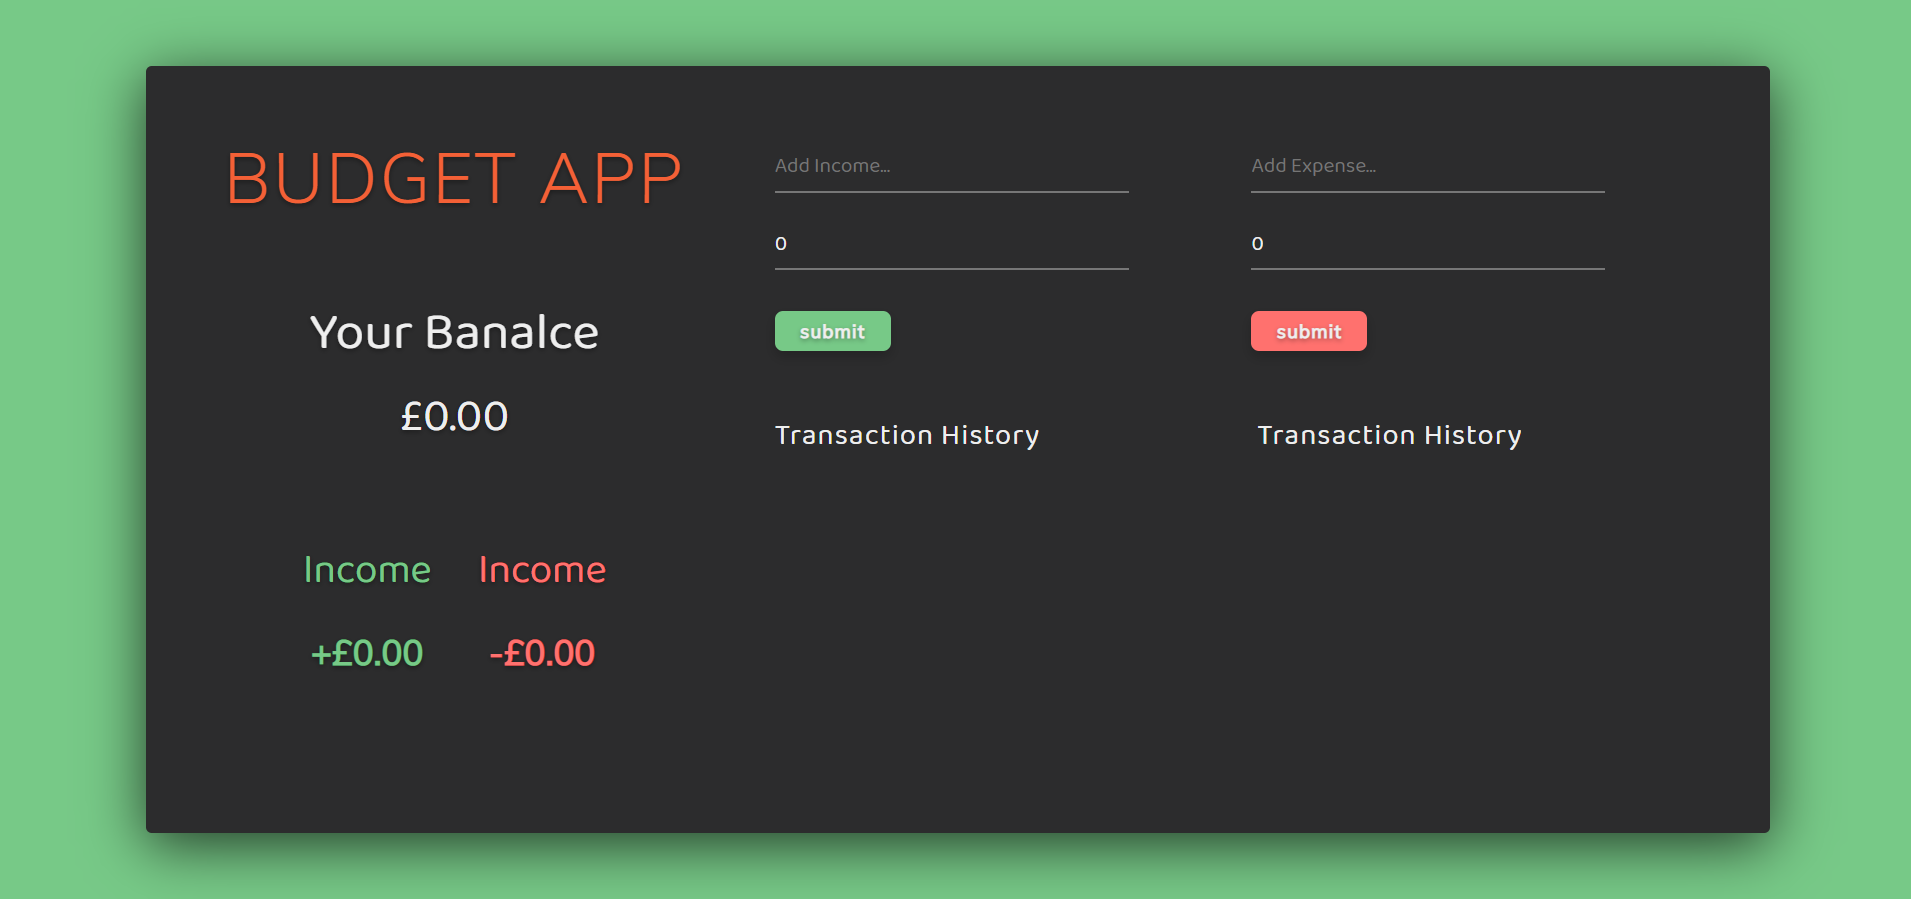 BUDGET APP
Your Banalce
£0.00
Income Income
+£0.00 -£0.00
Add Income...
0
submit
Transaction History
Add Expense...
0
submit
Transaction History